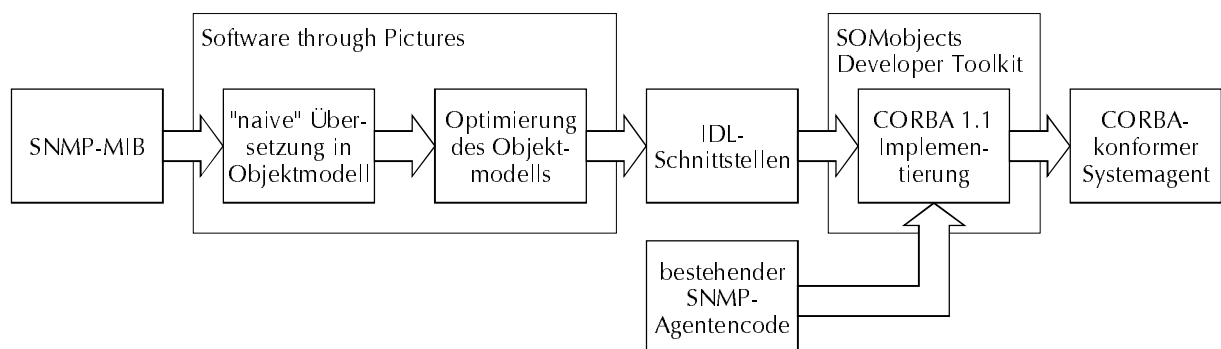 Software through Pictures
SOMobjects
Developer Toolkit
SNMP-MIB
"naive" Über-
setzung in
Objektmodell
Optimierung
des Objekt-
modells
IDL-
Schnittstellen
CORBA 1.1
Implemen-
tierung
CORBA-
konformer
Systemagent
bestehender
SNMP-
Agentencode